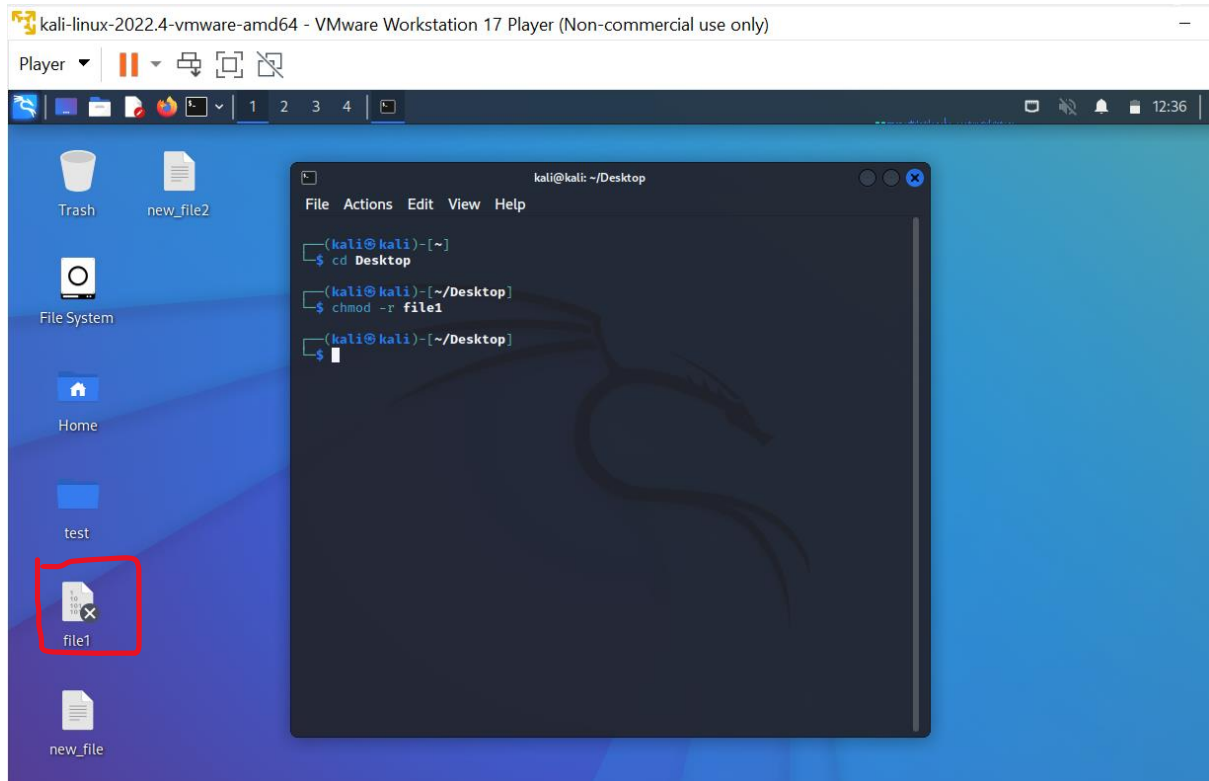 kali-linux-2022.4-vmware-amd64 - VMware Workstation 17 Player (Non-commercial use only)
Player
1 2 3 4 12:36
Trash
new_file2
File System
Home
test
file1
new_file
kali@kali: ~/Desktop
File Actions Edit View Help
┌──(kali㉿kali)-[~]
└─$ cd Desktop
┌──(kali㉿kali)-[~/Desktop]
└─$ chmod -r file1
┌──(kali㉿kali)-[~/Desktop]
└─$